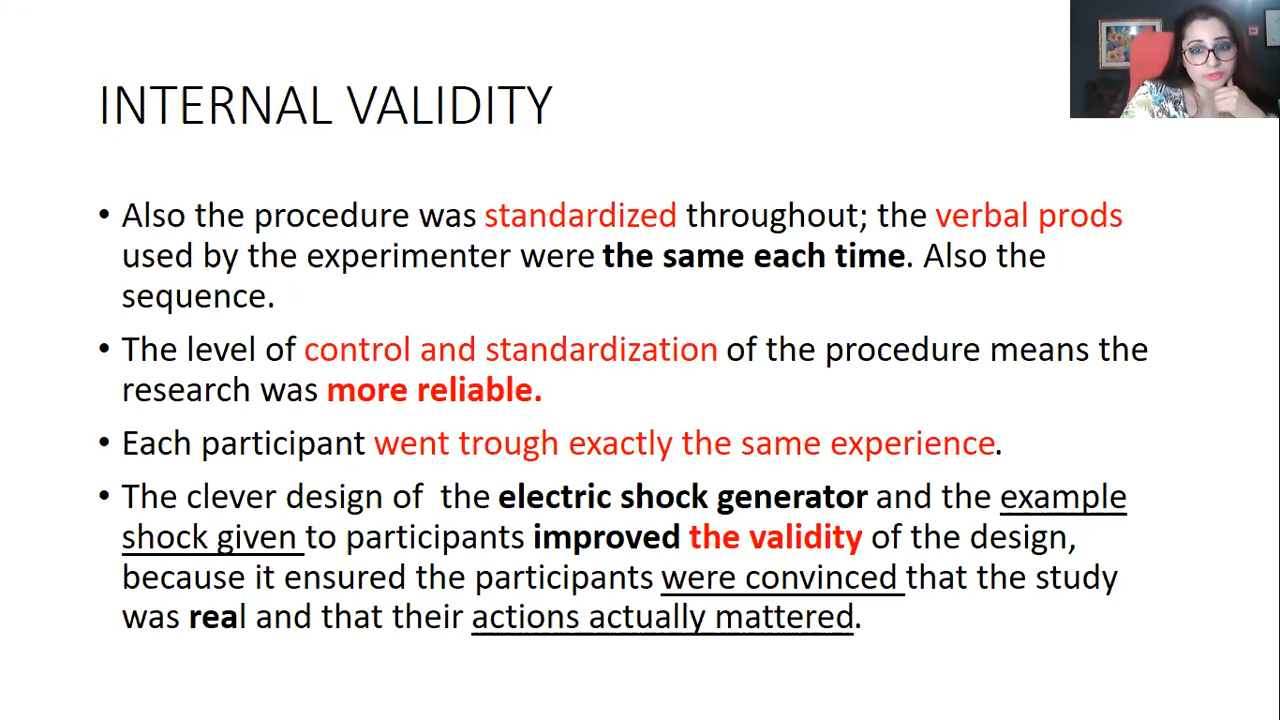 INTERNAL VALIDITY
• Also the procedure was standardized throughout; the verbal prods
used by the experimenter were the same each time. Also the
sequence.
• The level of control and standardization of the procedure means the
research was more reliable.
• Each participant went trough exactly the same experience.
• The clever design of the electric shock generator and the example
shock given to participants improved the validity of the design,
because it ensured the participants were convinced that the study
was real and that their actions actually mattered.